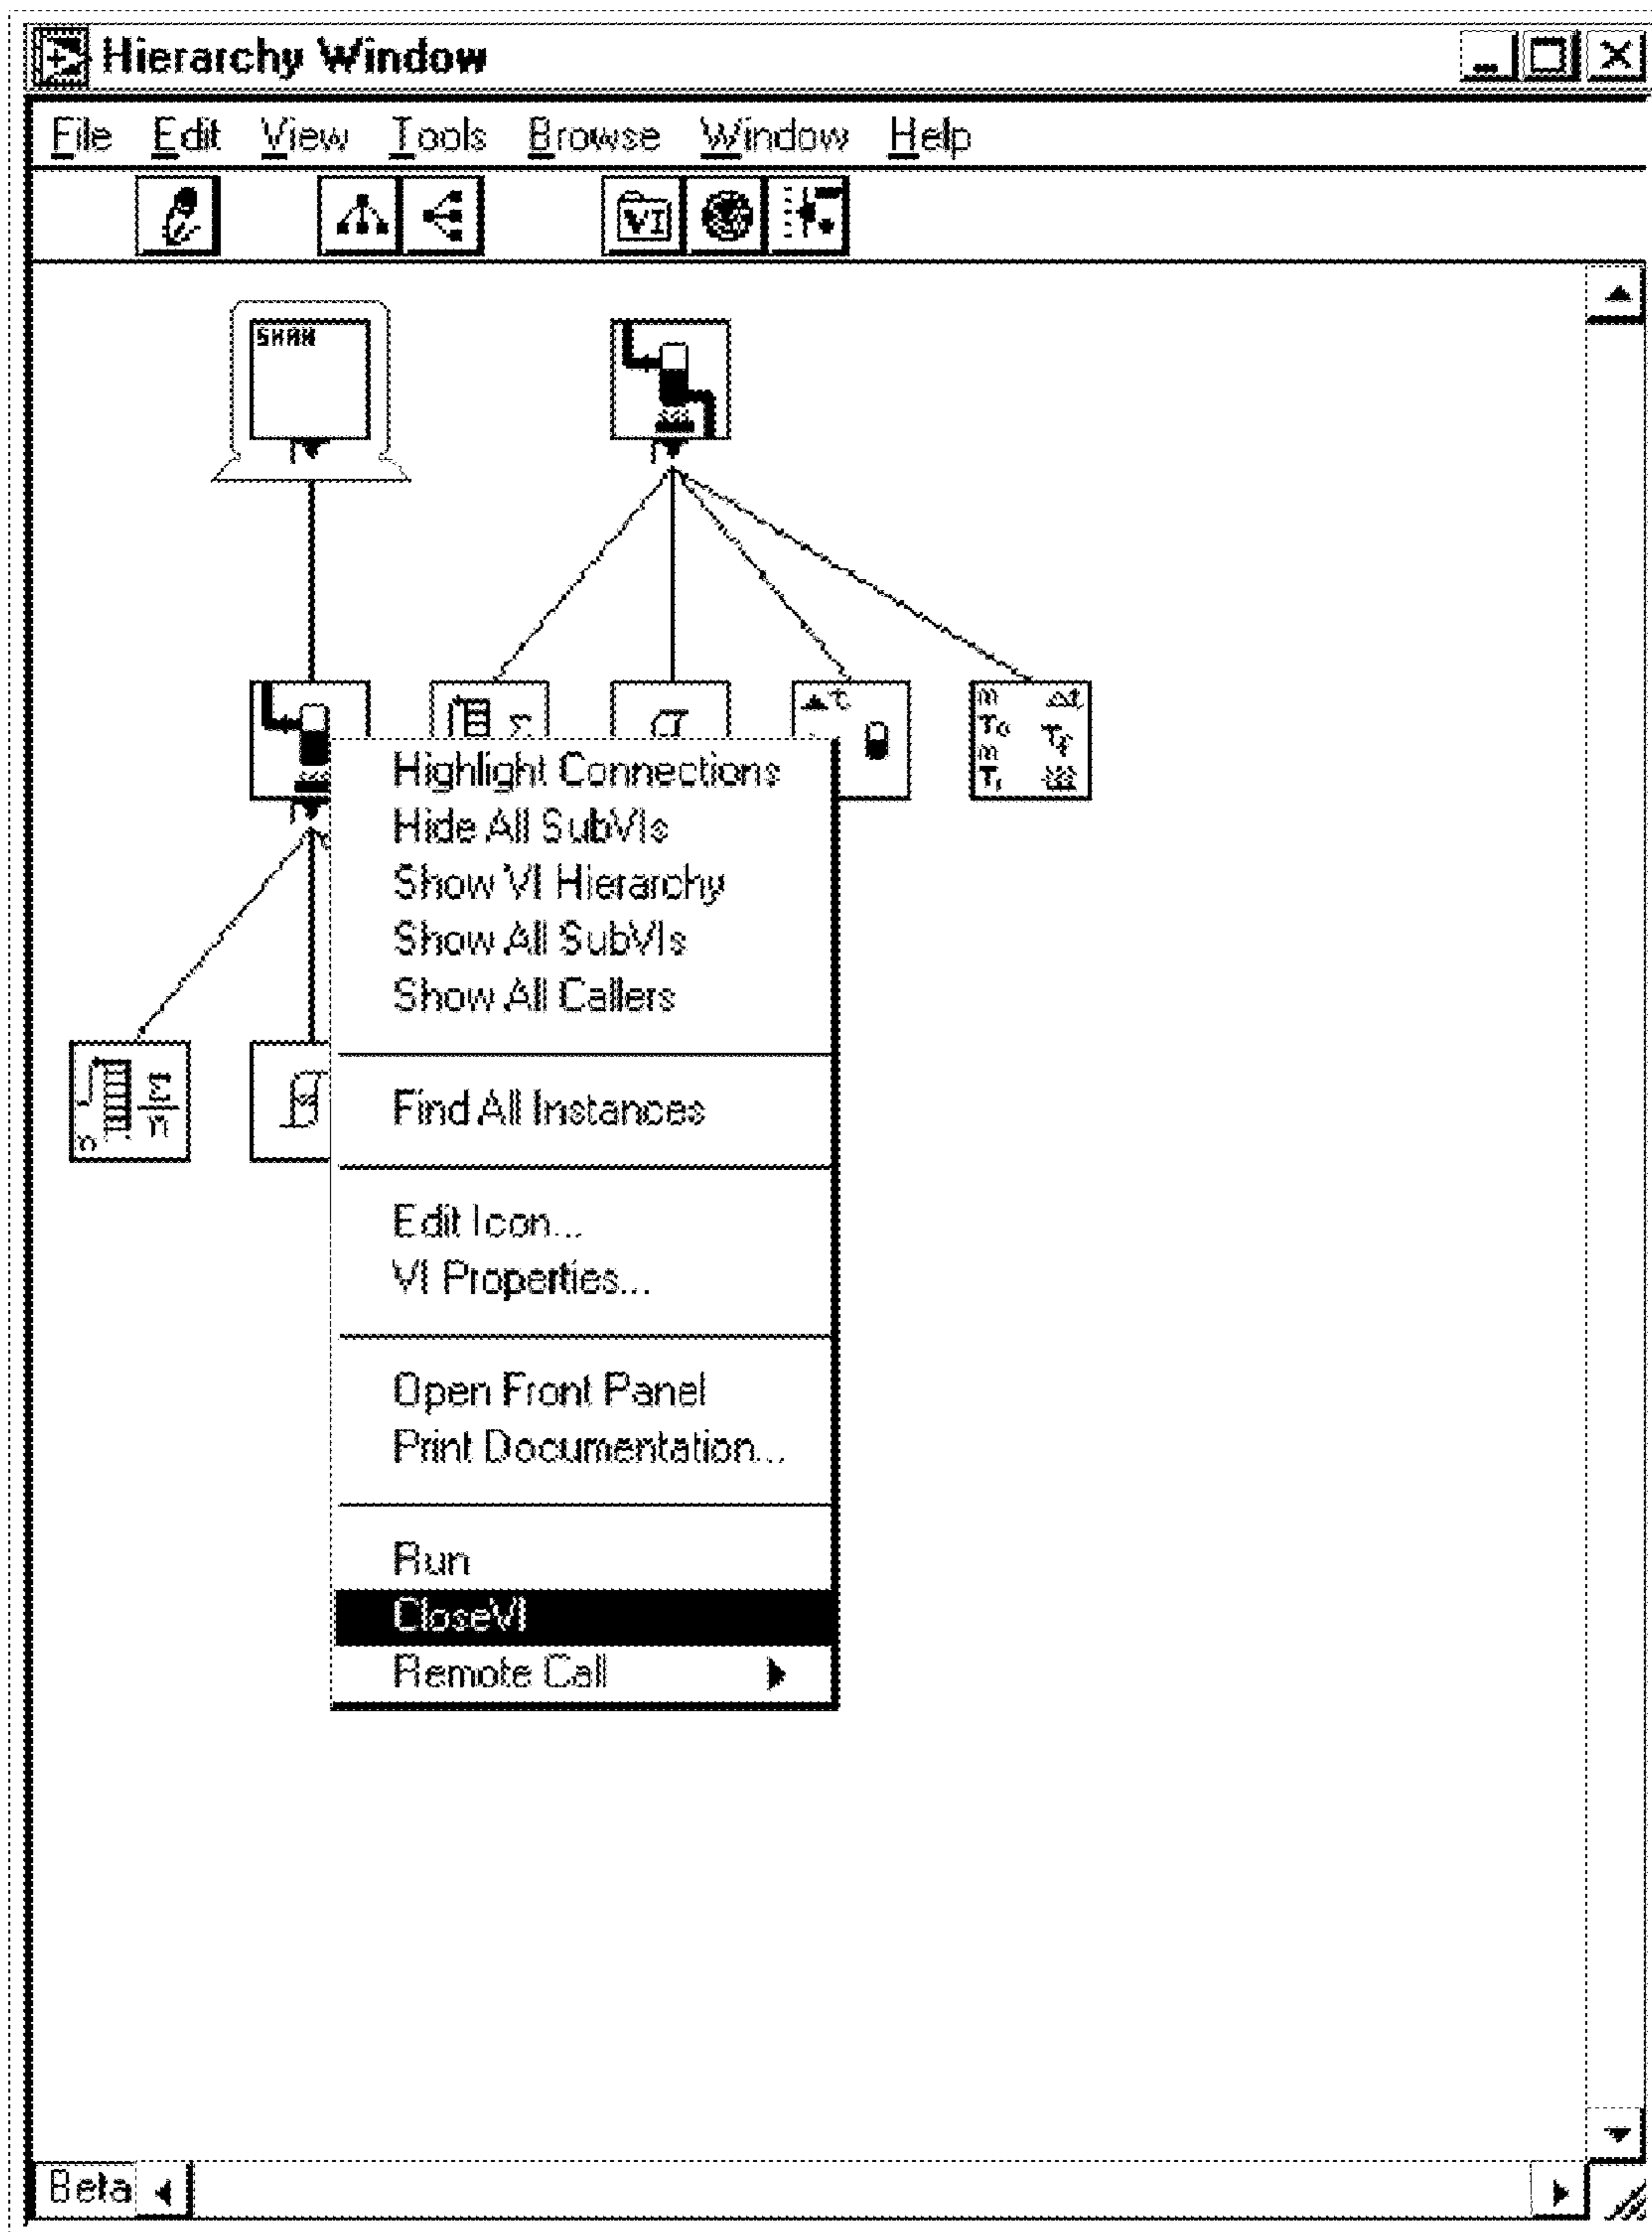 Hierarchy Window
File Edit View Tools Browse Window Help
VI
SHAH
Highlight Connections
Hide All SubVIs
Show VI Hierarchy
Show All SubVIs
Show All Callers
Find All Instances
Edit Icon...
VI Properties...
Open Front Panel
Print Documentation...
Run
CloseVI
Remote Call
Beta